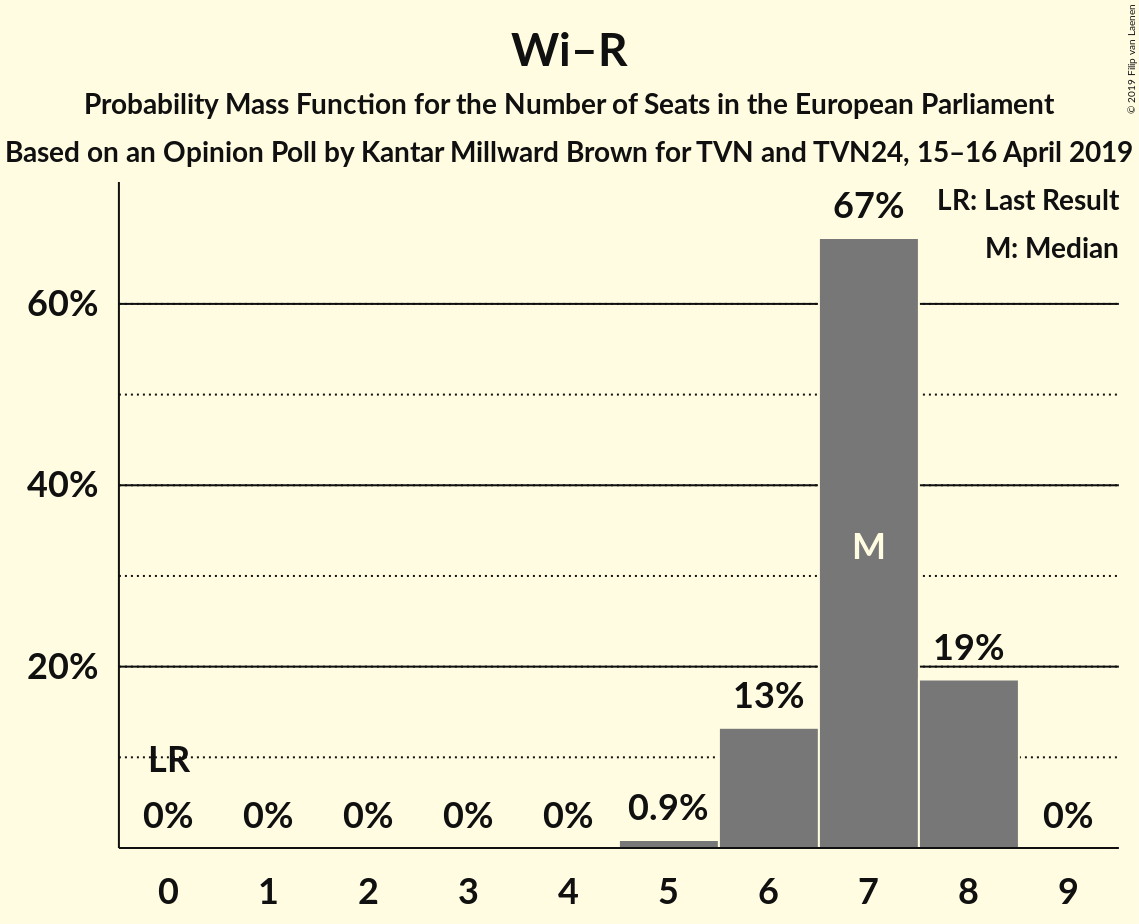 Wi–R
Probability Mass Function for the Number of Seats in the European Parliament
Based on an Opinion Poll by Kantar Millward Brown for TVN and TVN24, 15–16 April 2019
© 2019 Filip van Laenen
LR: Last Result
M: Median
60%
40%
20%
67%
M
19%
13%
LR
0%
0%
0%
0%
0%
0.9%
0%
0
1
2
3
4
5
6
7
8
9